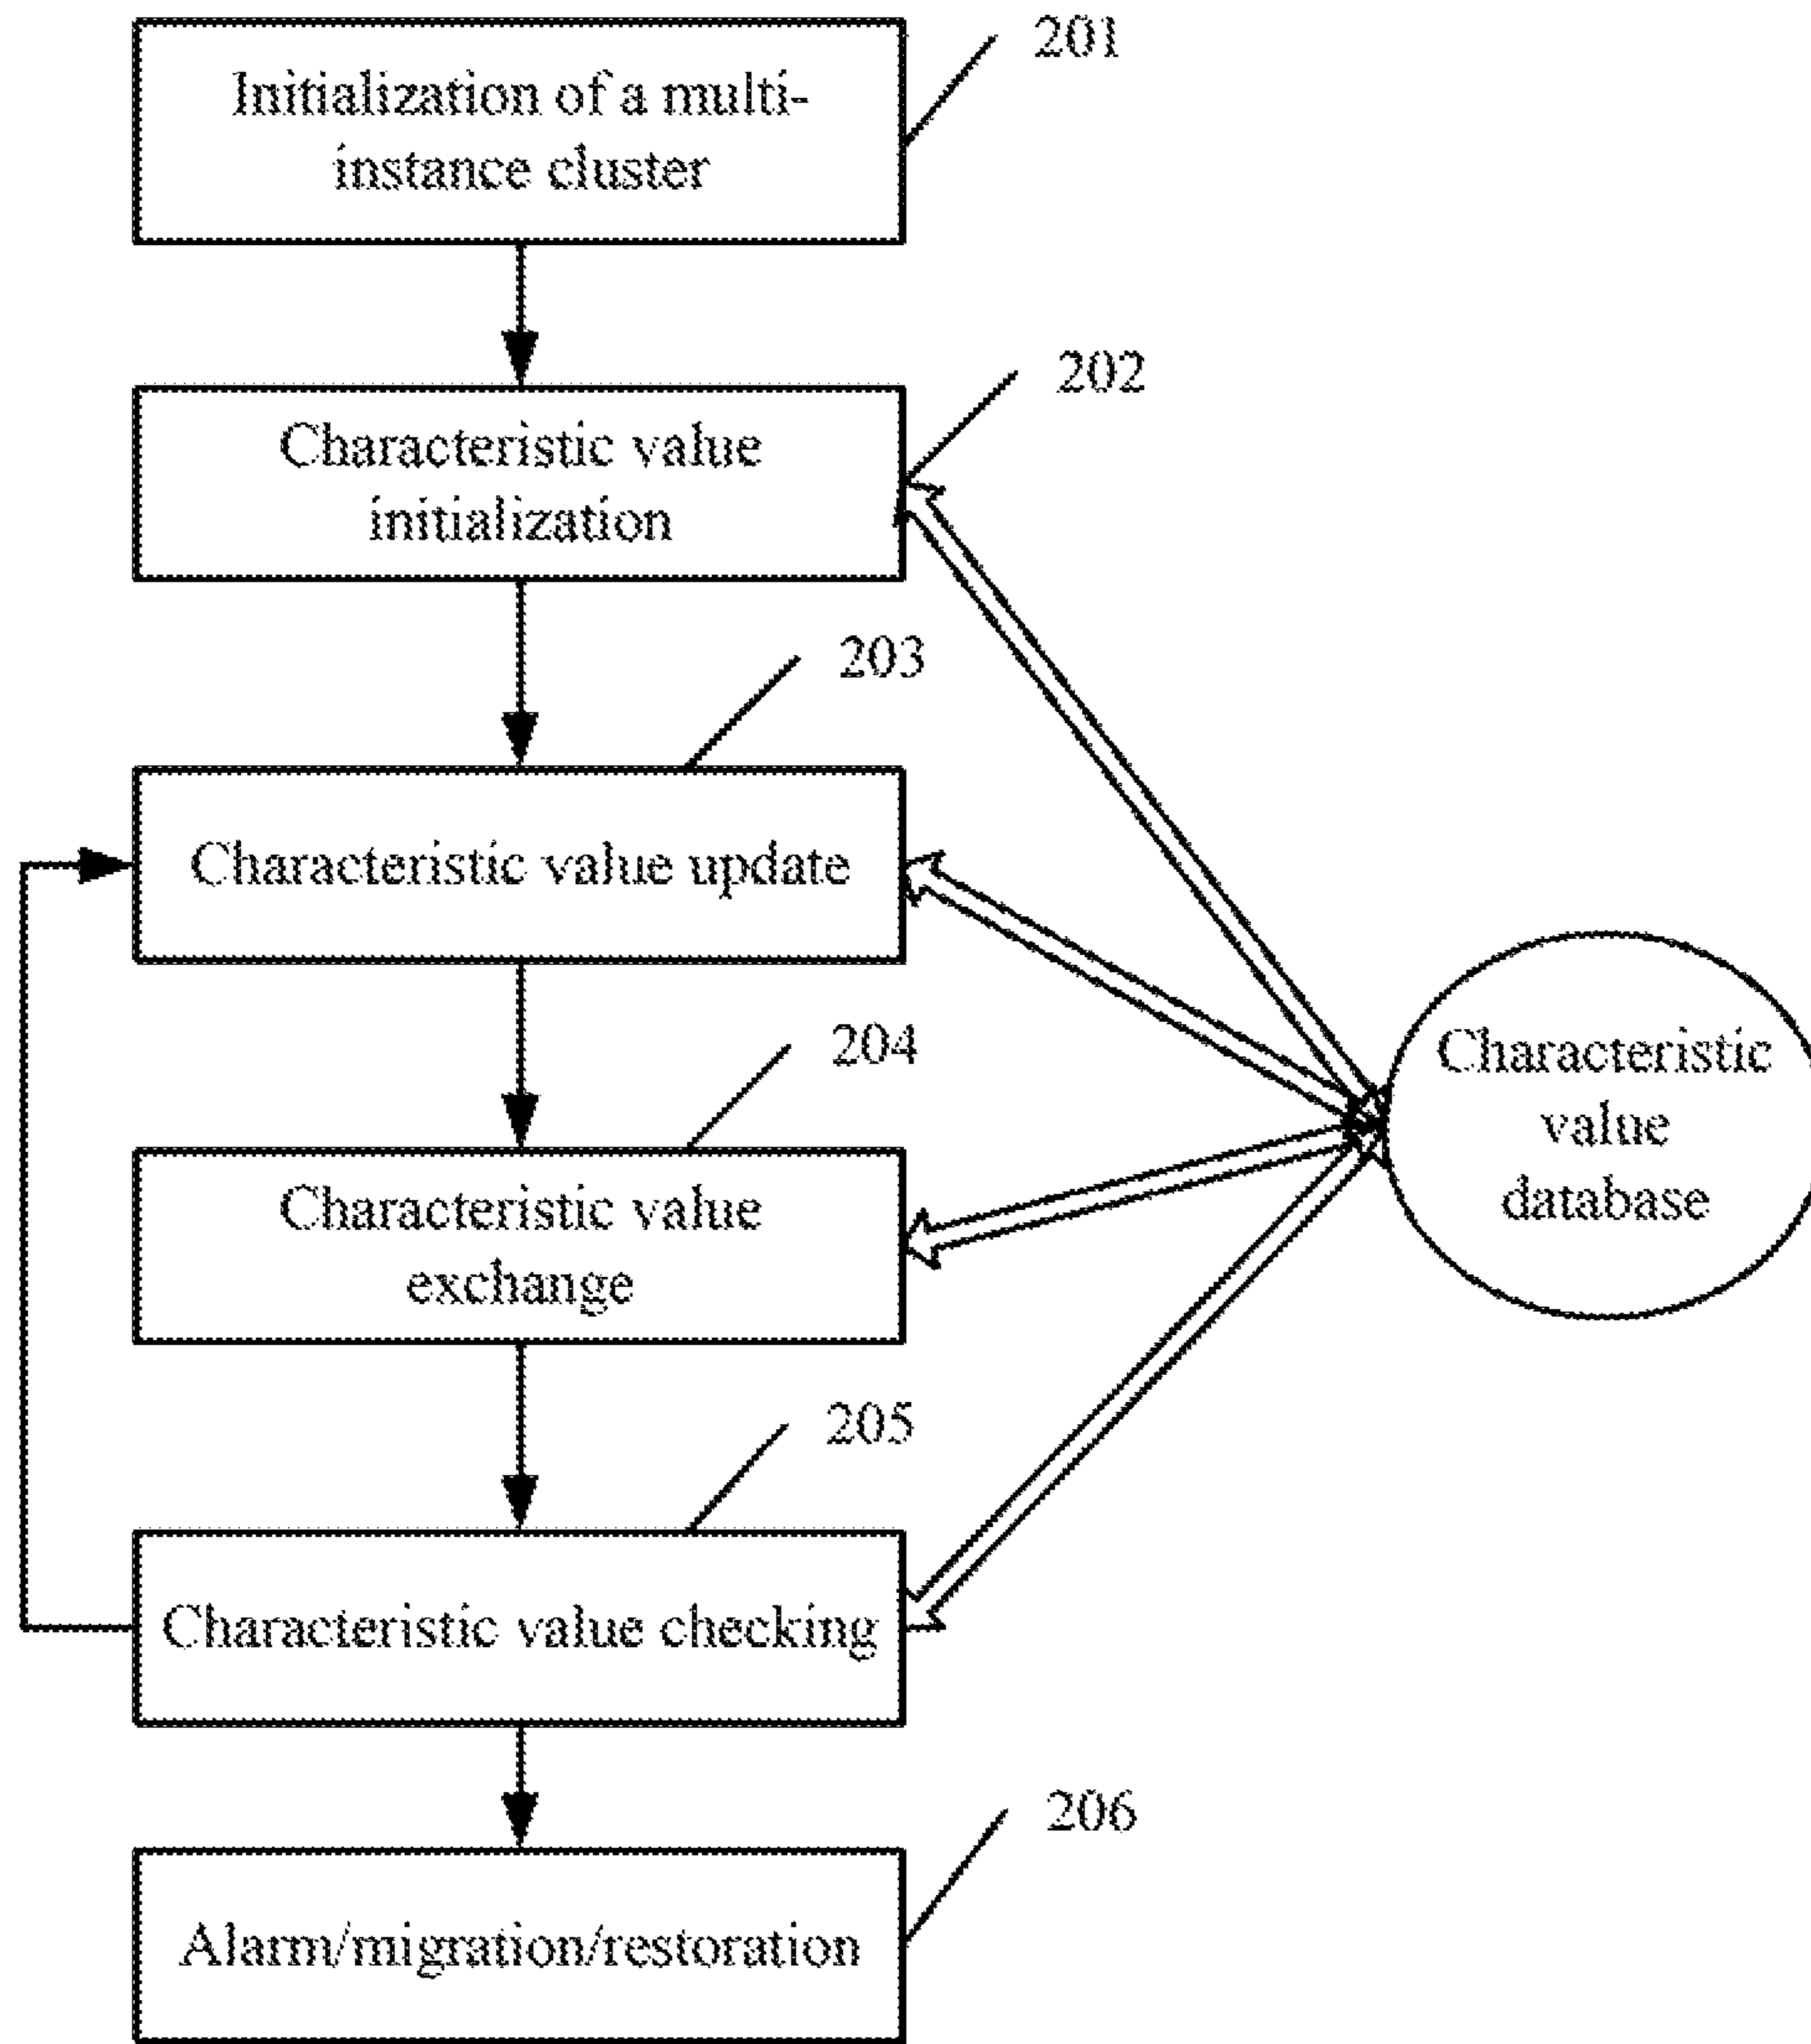 201
Initialization of a multi-
instance cluster
202
Characteristic value
initialization
203
Characteristic value update
204
Characteristic value
exchange
Characteristic
value
database
205
Characteristic value checking
206
Alarm/migration/restoration